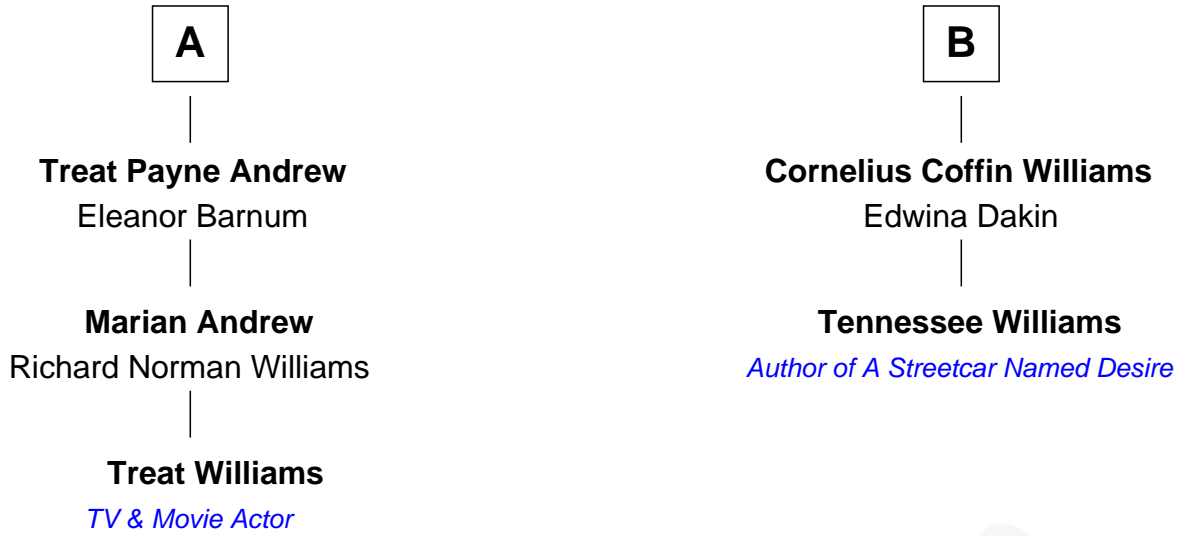 A
Treat Payne Andrew
Eleanor Barnum
Marian Andrew
Richard Norman Williams
Treat Williams
TV & Movie Actor
B
Cornelius Coffin Williams
Edwina Dakin
Tennessee Williams
Author of A Streetcar Named Desire